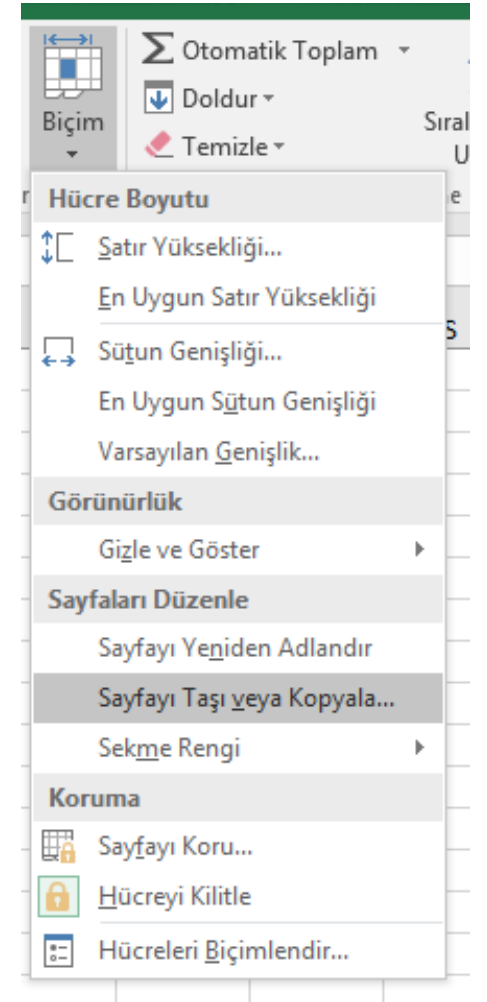 Otomatik Toplam
Biçim
Doldur
Temizle
Hücre Boyutu
Satır Yüksekliği...
En Uygun Satır Yüksekliği
Sütun Genişliği...
En Uygun Sütun Genişliği
Varsayılan Genişlik...
Görünürlük
Gizle ve Göster
Sayfaları Düzenle
Sayfayı Yeniden Adlandır
Sayfayı Taşı veya Kopyala...
Sekme Rengi
Koruma
Sayfayı Koru...
Hücreyi Kilitle
Hücreleri Biçimlendir...